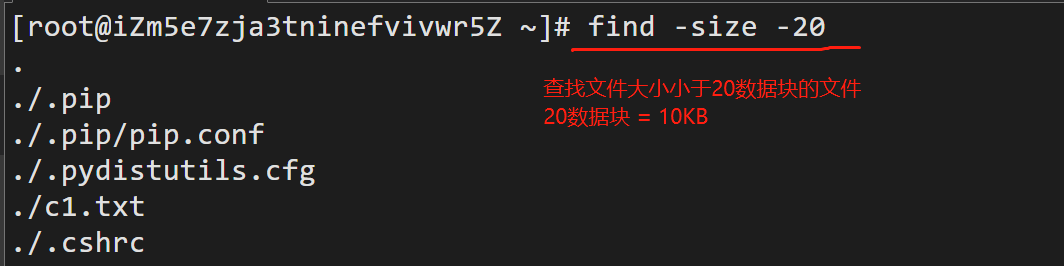 [root@iZm5e7zja3tninefvivwr5Z ~]# find -size -20
.
./.pip
查找文件大小小于20数据块的文件
20数据块 = 10KB
./.pip/pip.conf
./.pydistutils.cfg
./c1.txt
./.cshrc